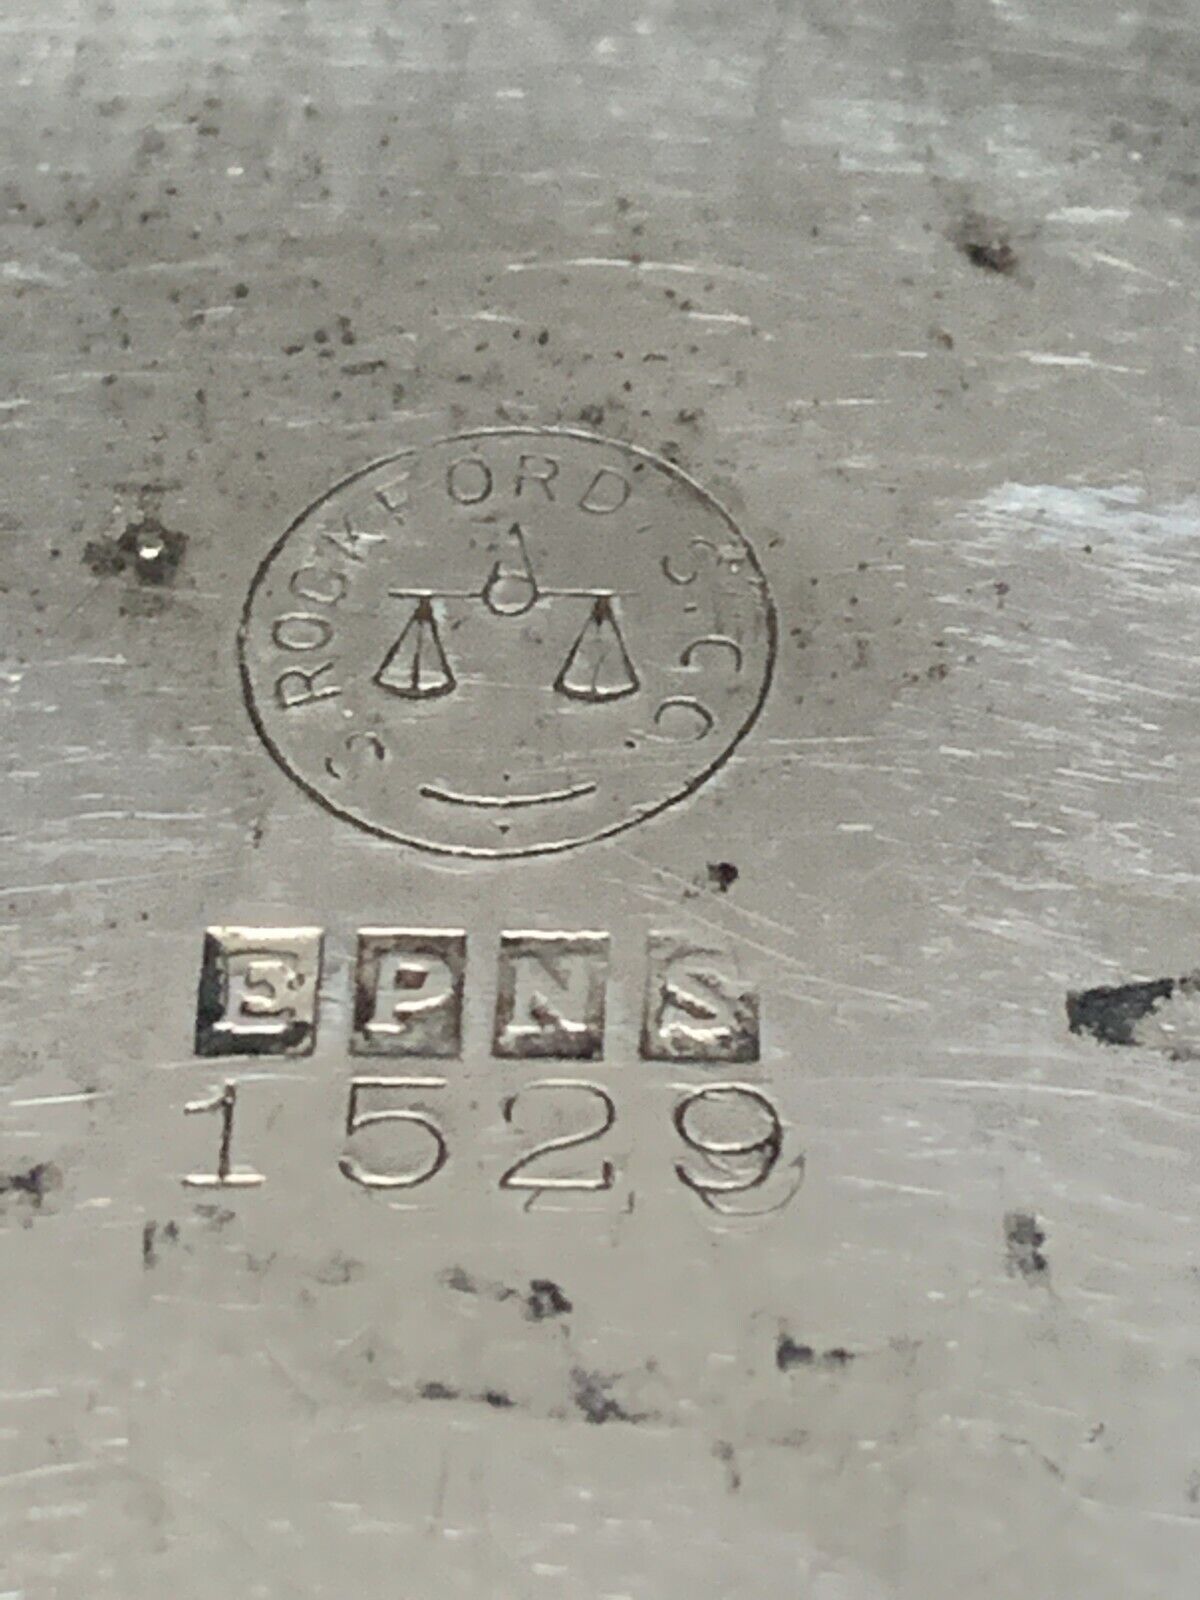 ROCKFORD. S. CO.
EPNS
1529